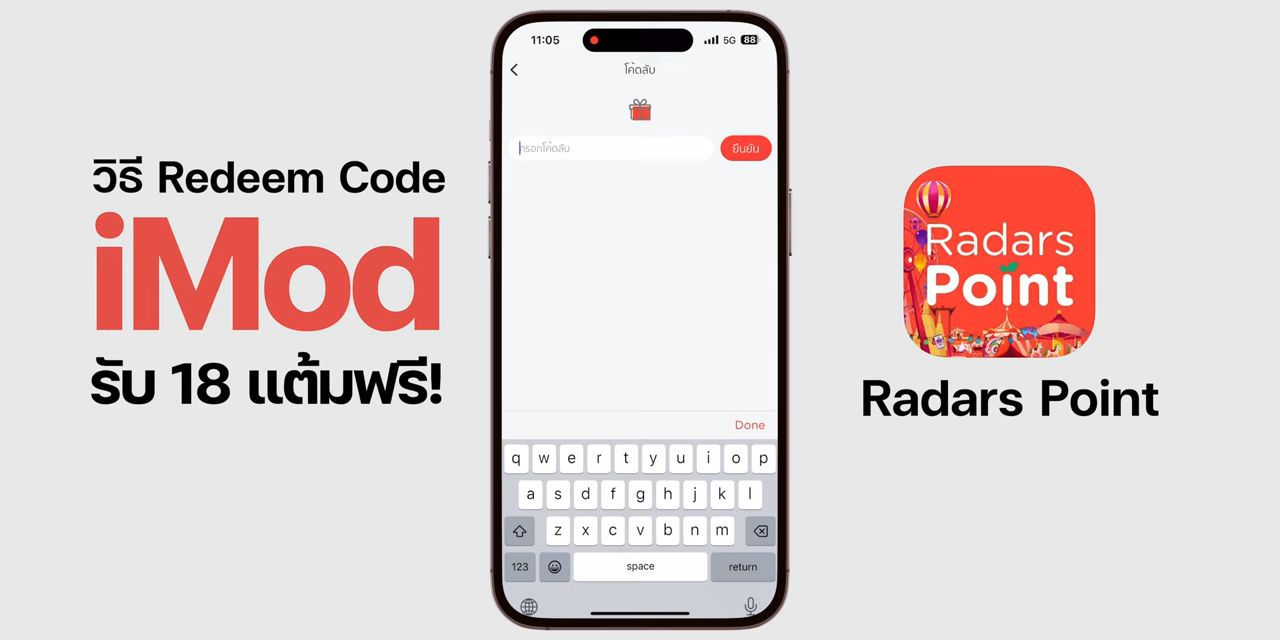 วิธี Redeem Code
iMod
รับ 18 แต้มฟรี!
11:05
5G 88
โค้ดลับ
กรอกโค้ดลับ
ยืนยัน
Done
q w e r t y u i o p
a s d f g h j k l
z x c v b n m
123 space return
Radars
Point
Radars Point